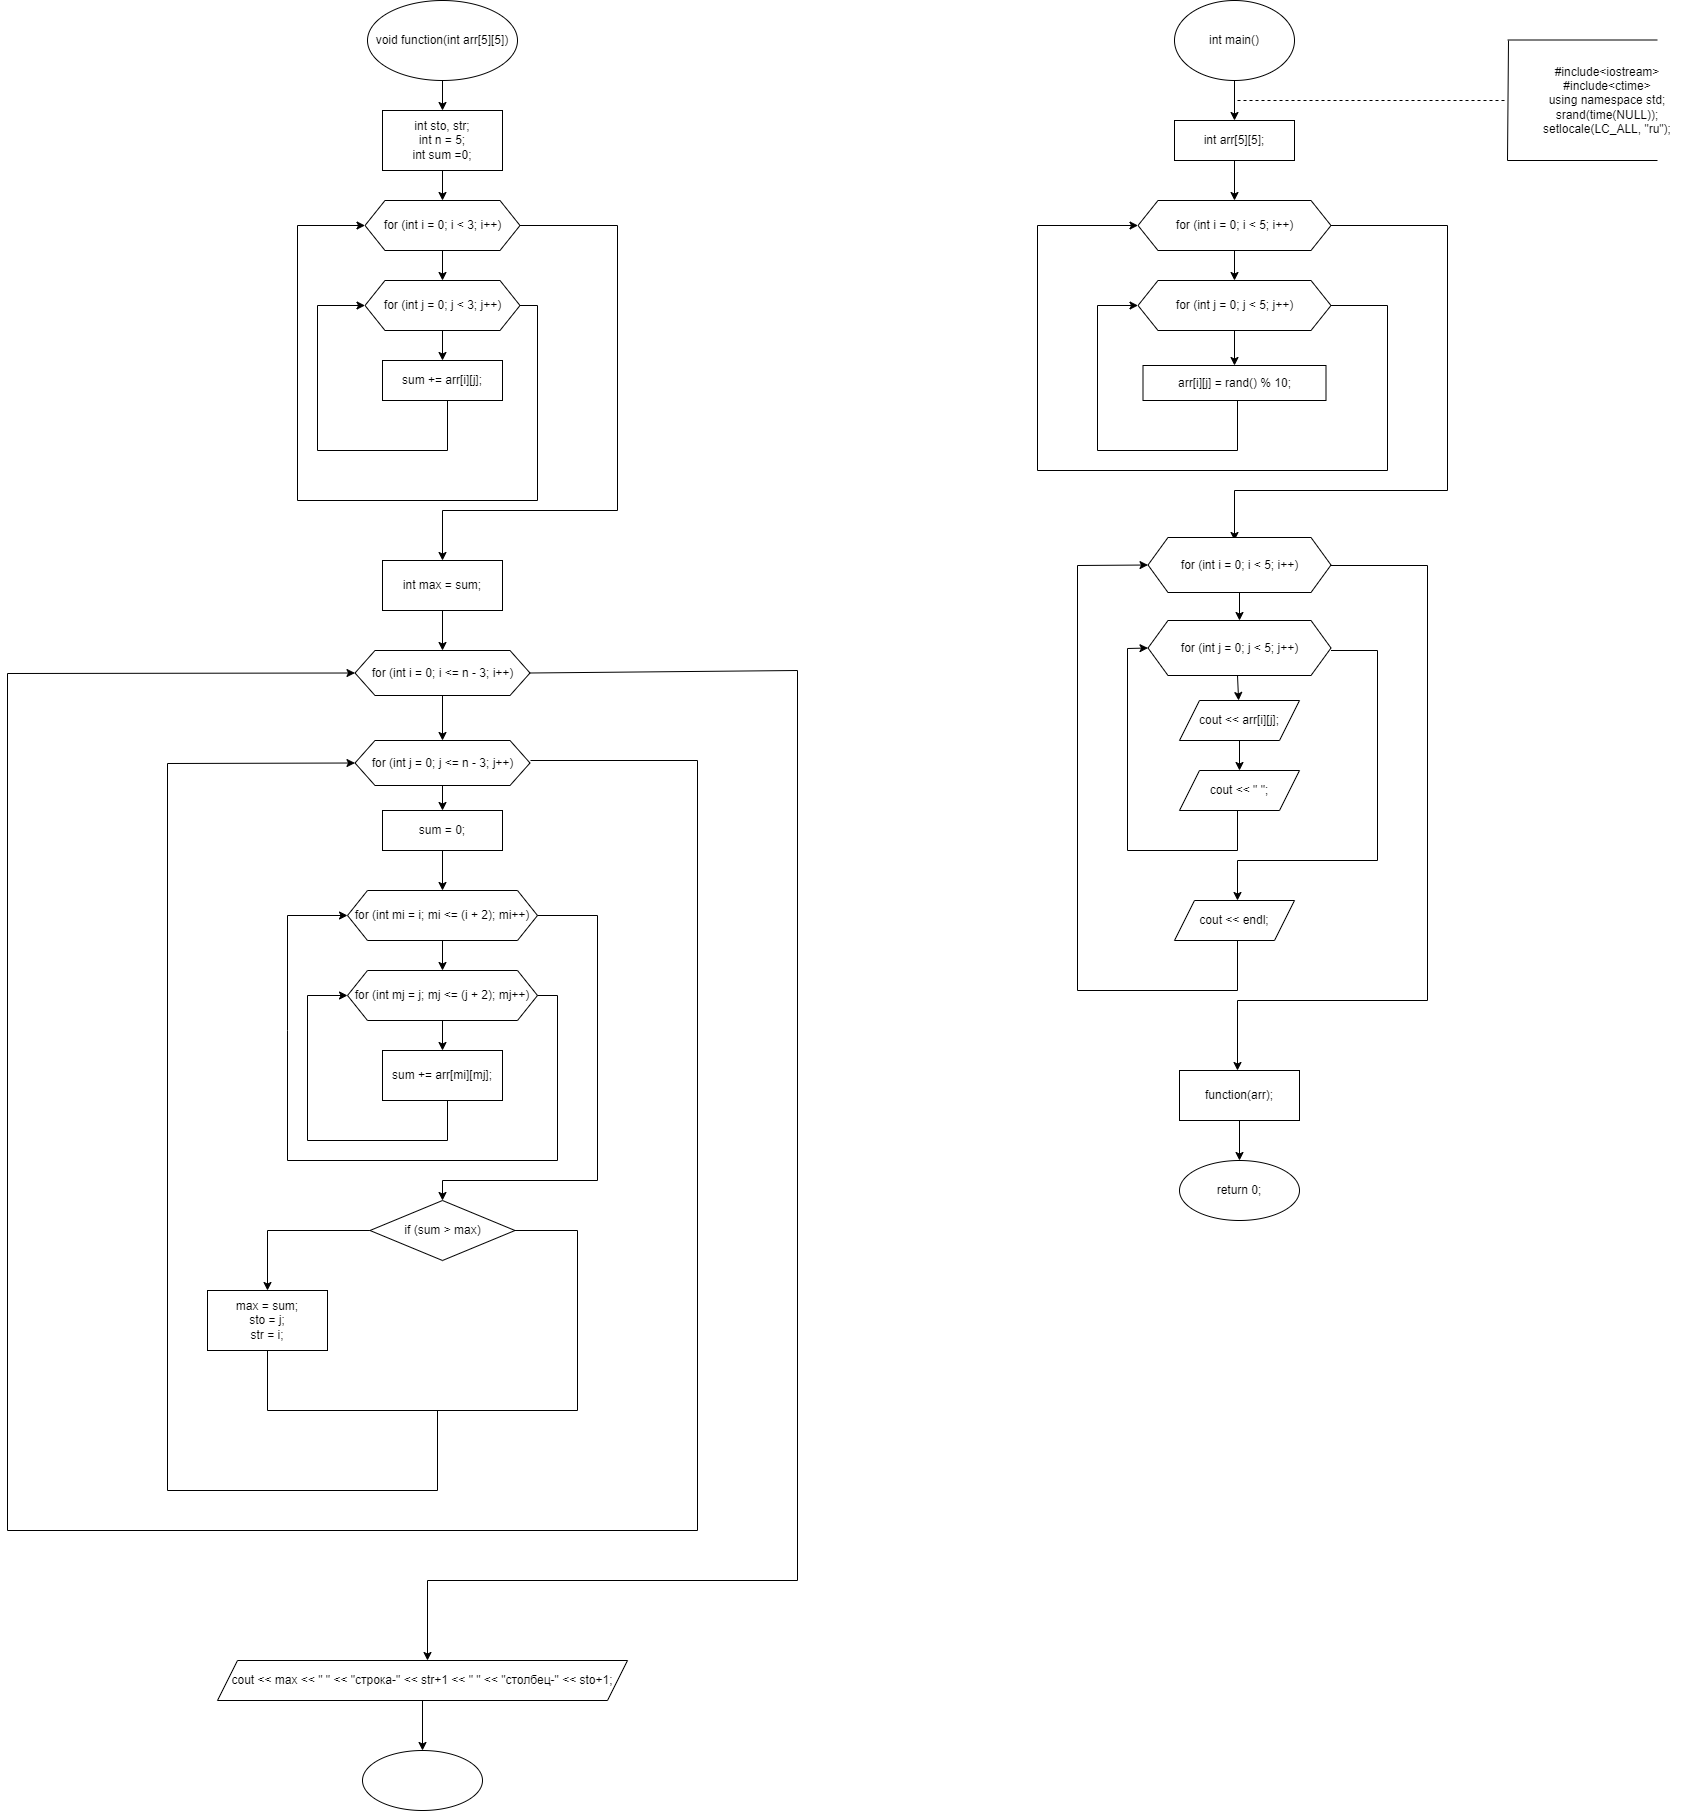 void function(int arr[5][5])
int sto, str;
int n = 5;
int sum =0;
for (int i = 0; i < 3; i++)
for (int j = 0; j < 3; j++)
sum += arr[i][j];
int max = sum;
for (int i = 0; i <= n - 3; i++)
for (int j = 0; j <= n - 3; j++)
sum = 0;
for (int mi = i; mi <= (i + 2); mi++)
for (int mj = j; mj <= (j + 2); mj++)
sum += arr[mi][mj];
if (sum > max)
max = sum;
sto = j;
str = i;
cout << max << " " << "строка-" << str+1 << " " << "столбец-" << sto+1;
int main()
#include<iostream>
#include<ctime>
using namespace std;
srand(time(NULL));
setlocale(LC_ALL, "ru");
int arr[5][5];
for (int i = 0; i < 5; i++)
for (int j = 0; j < 5; j++)
arr[i][j] = rand() % 10;
for (int i = 0; i < 5; i++)
for (int j = 0; j < 5; j++)
cout << arr[i][j];
cout << " ";
cout << endl;
function(arr);
return 0;